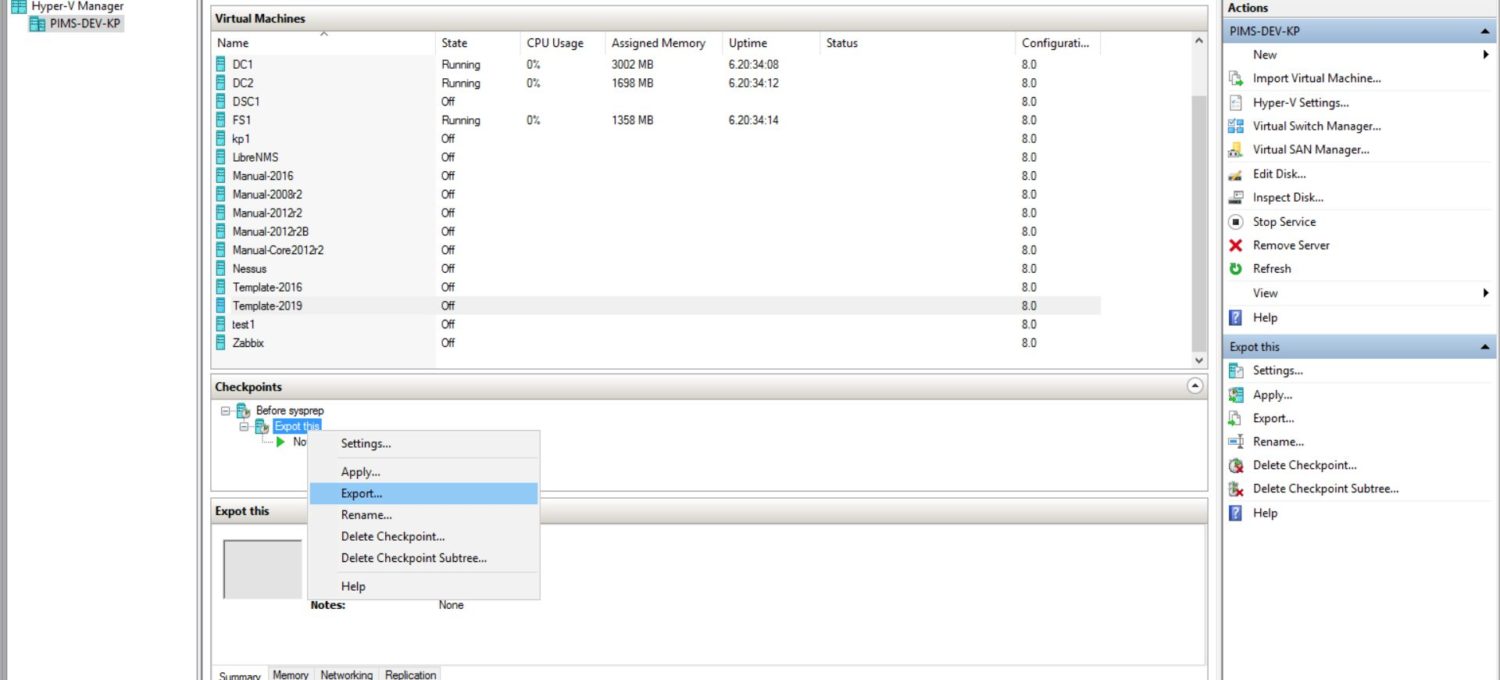 Hyper-V Manager
PIMS-DEV-KP
Virtual Machines
Name State CPU Usage Assigned Memory Uptime Status Configurati...
DC1 Running 0% 3002 MB 6.20:34:08 8.0
DC2 Running 0% 1698 MB 6.20:34:12 8.0
DSC1 Off 8.0
FS1 Running 0% 1358 MB 6.20:34:14 8.0
kp1 Off 8.0
LibreNMS Off 8.0
Manual-2016 Off 8.0
Manual-2008r2 Off 8.0
Manual-2012r2 Off 8.0
Manual-2012r2B Off 8.0
Manual-Core2012r2 Off 8.0
Nessus Off 8.0
Template-2016 Off 8.0
Template-2019 Off 8.0
test1 Off 8.0
Zabbix Off 8.0
Checkpoints
Before sysprep
Expot this
No
Settings...
Apply...
Export...
Rename...
Delete Checkpoint...
Delete Checkpoint Subtree...
Help
Expot this
Notes: None
Summary Memory Networking Replication
Actions
PIMS-DEV-KP
New
Import Virtual Machine...
Hyper-V Settings...
Virtual Switch Manager...
Virtual SAN Manager...
Edit Disk...
Inspect Disk...
Stop Service
Remove Server
Refresh
View
Help
Expot this
Settings...
Apply...
Export...
Rename...
Delete Checkpoint...
Delete Checkpoint Subtree...
Help